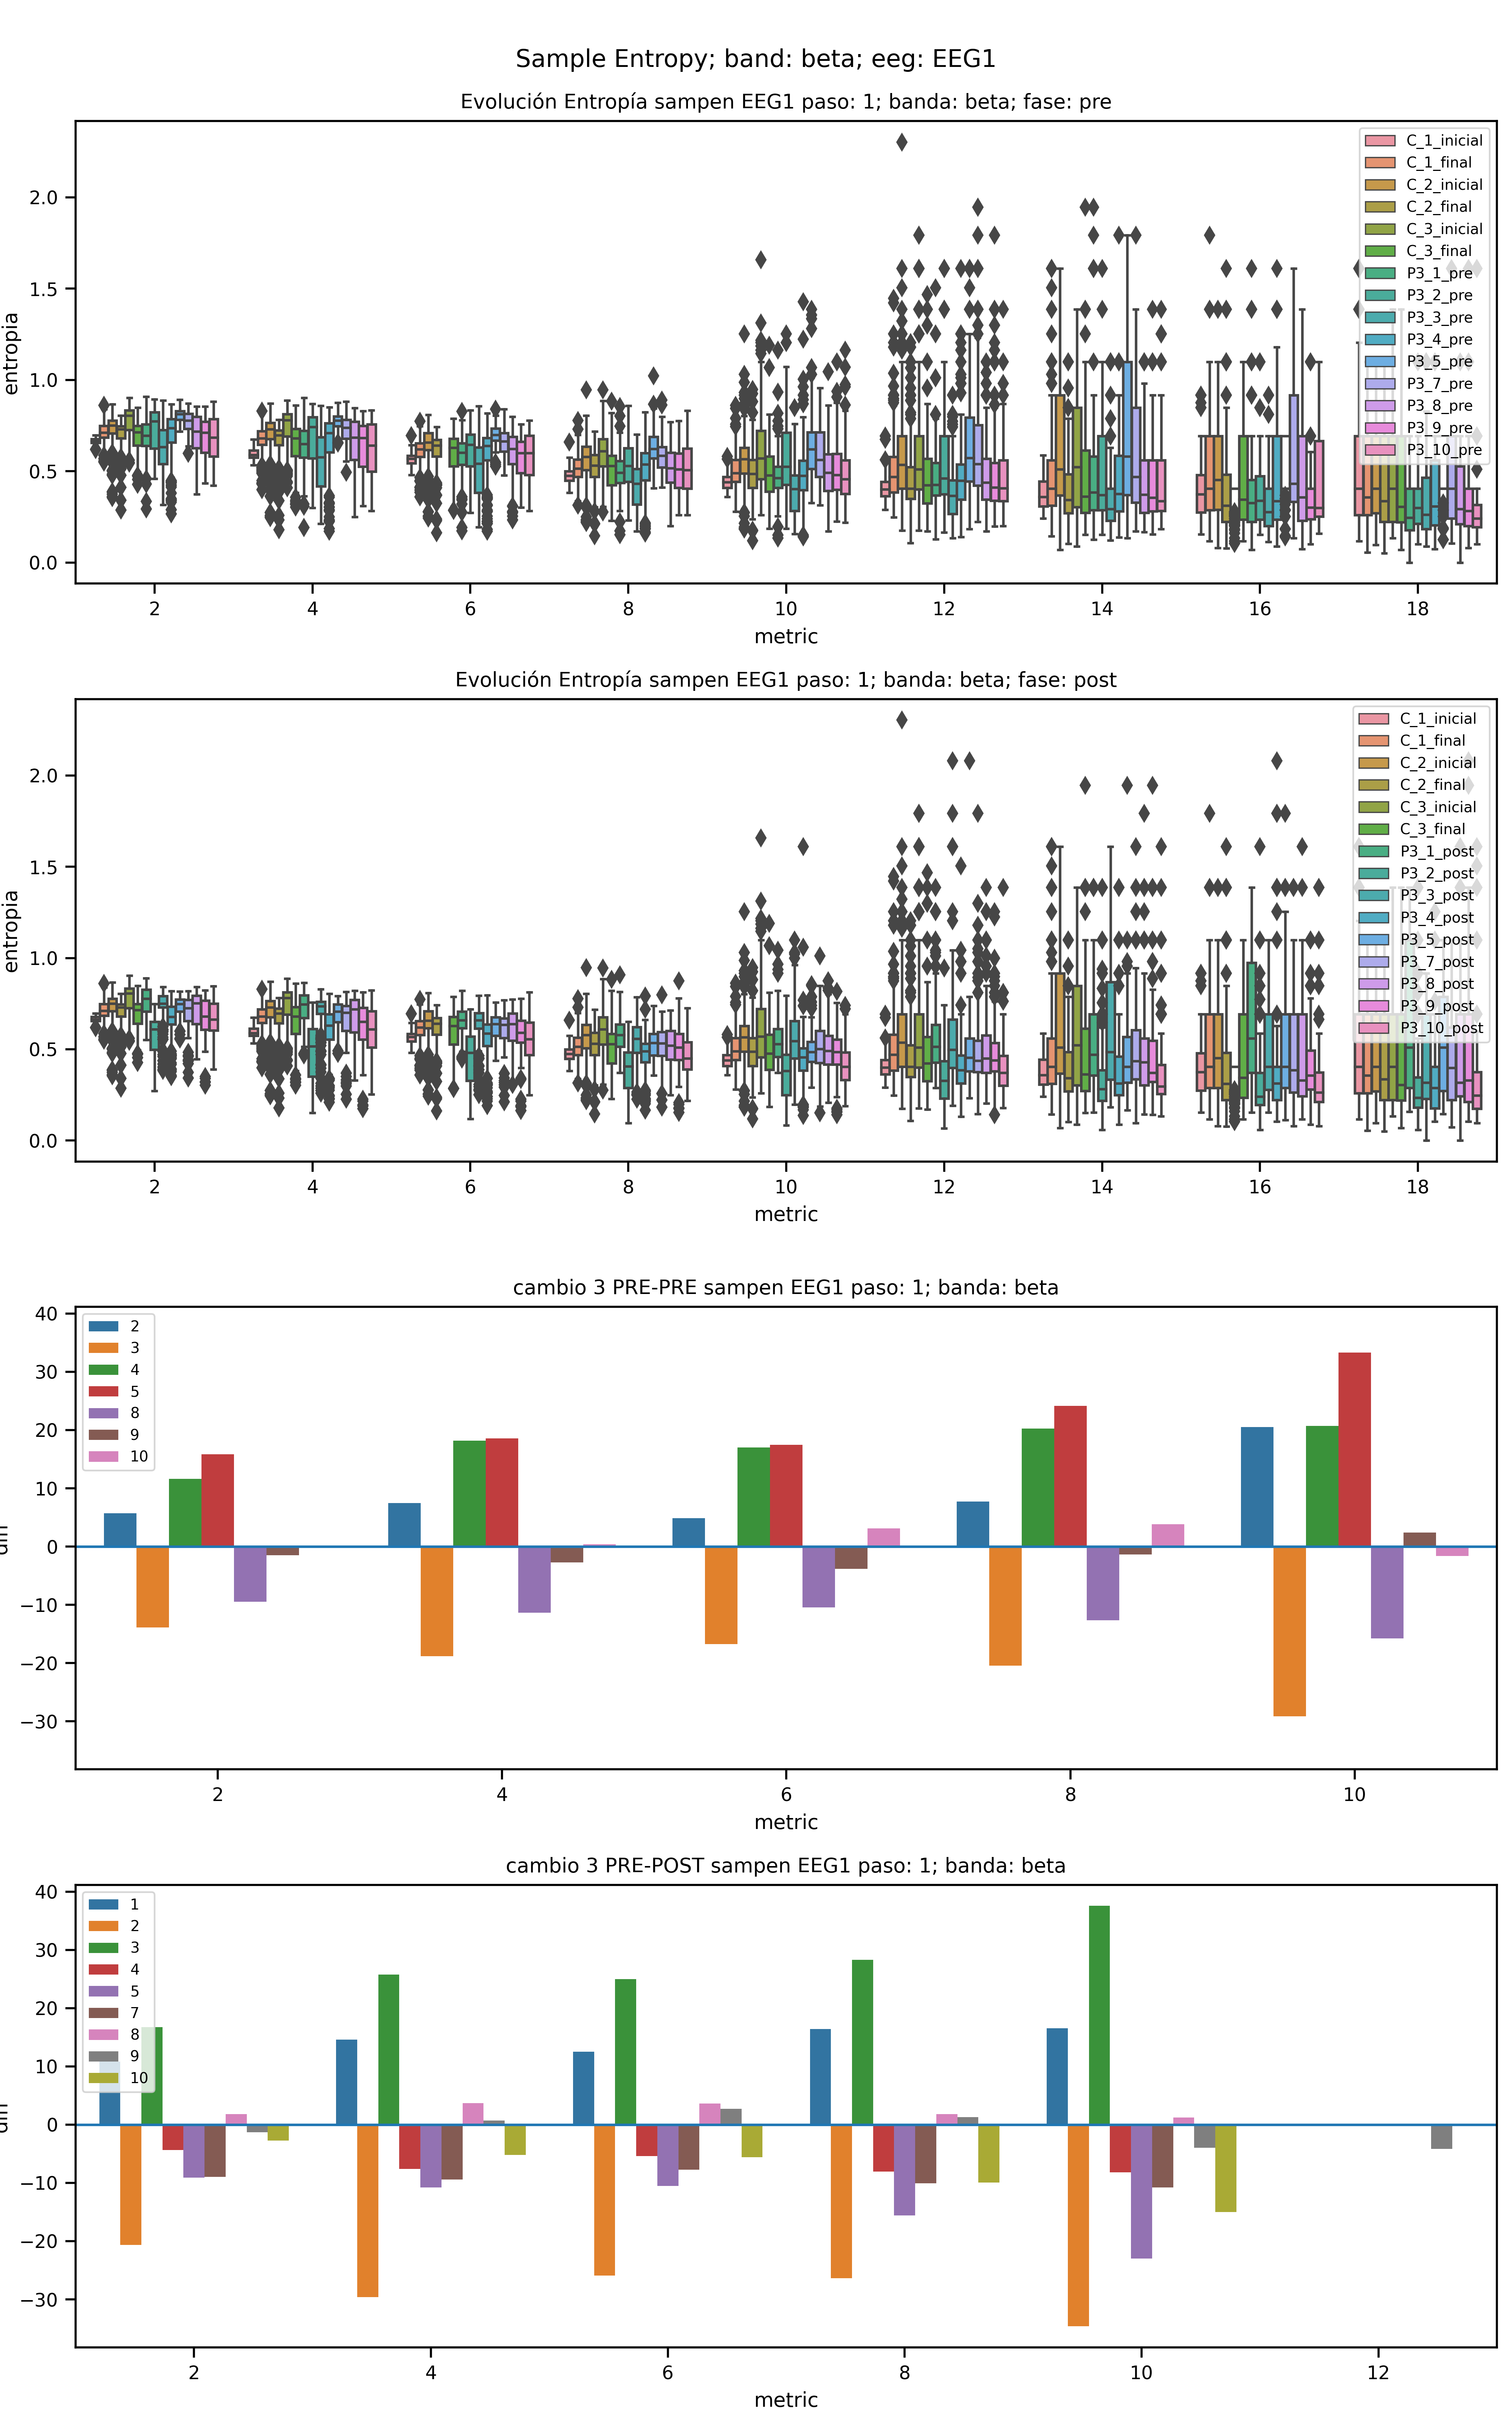 Sample Entropy; band: beta; eeg: EEG1
Evolución Entropía sampen EEG1 paso: 1; banda: beta; fase: pre
entropia
2.0
1.5
1.0
0.5
0.0
C_1_inicial
C_1_final
C_2_inicial
C_2_final
C_3_inicial
C_3_final
P3_1_pre
P3_2_pre
P3_3_pre
P3_4_pre
P3_5_pre
P3_7_pre
P3_8_pre
P3_9_pre
P3_10_pre
2 4 6 8 10 12 14 16 18
metric
Evolución Entropía sampen EEG1 paso: 1; banda: beta; fase: post
entropia
2.0
1.5
1.0
0.5
0.0
C_1_inicial
C_1_final
C_2_inicial
C_2_final
C_3_inicial
C_3_final
P3_1_post
P3_2_post
P3_3_post
P3_4_post
P3_5_post
P3_7_post
P3_8_post
P3_9_post
P3_10_post
2 4 6 8 10 12 14 16 18
metric
cambio 3 PRE-PRE sampen EEG1 paso: 1; banda: beta
40
30
20
10
0
−10
−20
−30
2
3
4
5
8
9
10
2 4 6 8 10
metric
cambio 3 PRE-POST sampen EEG1 paso: 1; banda: beta
40
30
20
10
0
−10
−20
−30
1
2
3
4
5
7
8
9
10
2 4 6 8 10 12
metric